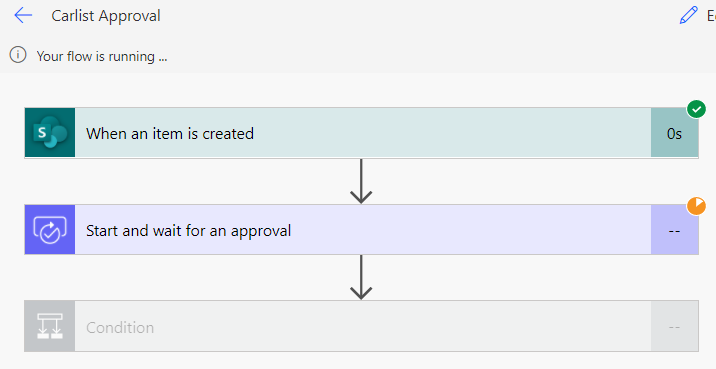 Carlist Approval
Your flow is running ...
S
When an item is created
0s
Start and wait for an approval
--
Condition
--